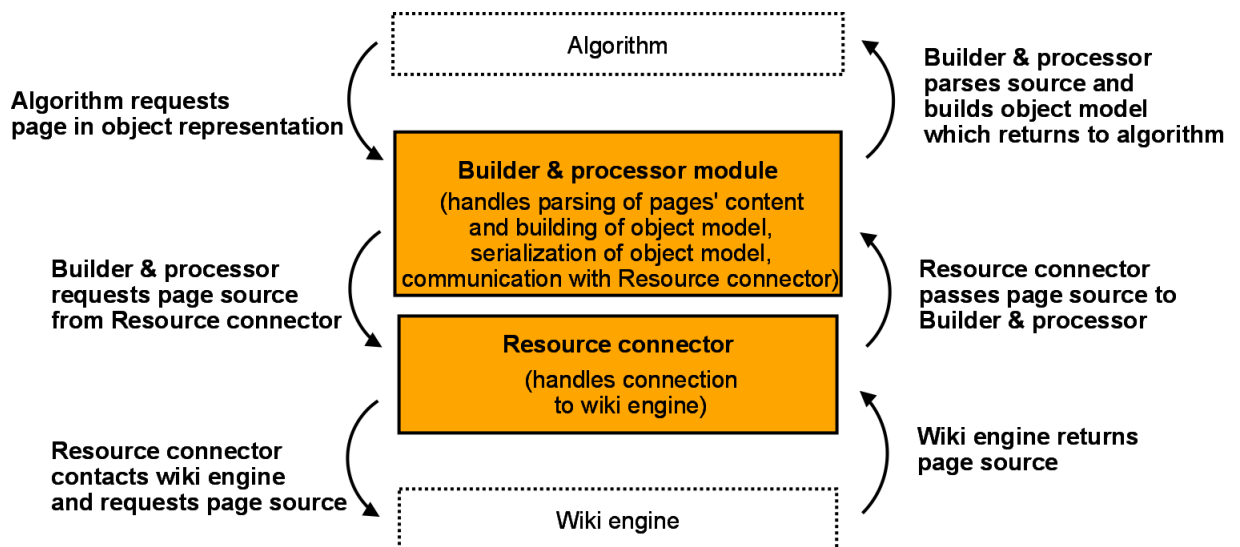 Algorithm
Algorithm requests
page in object representation
Builder & processor
parses source and
builds object model
which returns to algorithm
Builder & processor module
(handles parsing of pages' content
and building of object model,
serialization of object model,
communication with Resource connector)
Builder & processor
requests page source
from Resource connector
Resource connector
passes page source to
Builder & processor
Resource connector
(handles connection
to wiki engine)
Resource connector
contacts wiki engine
and requests page source
Wiki engine returns
page source
Wiki engine